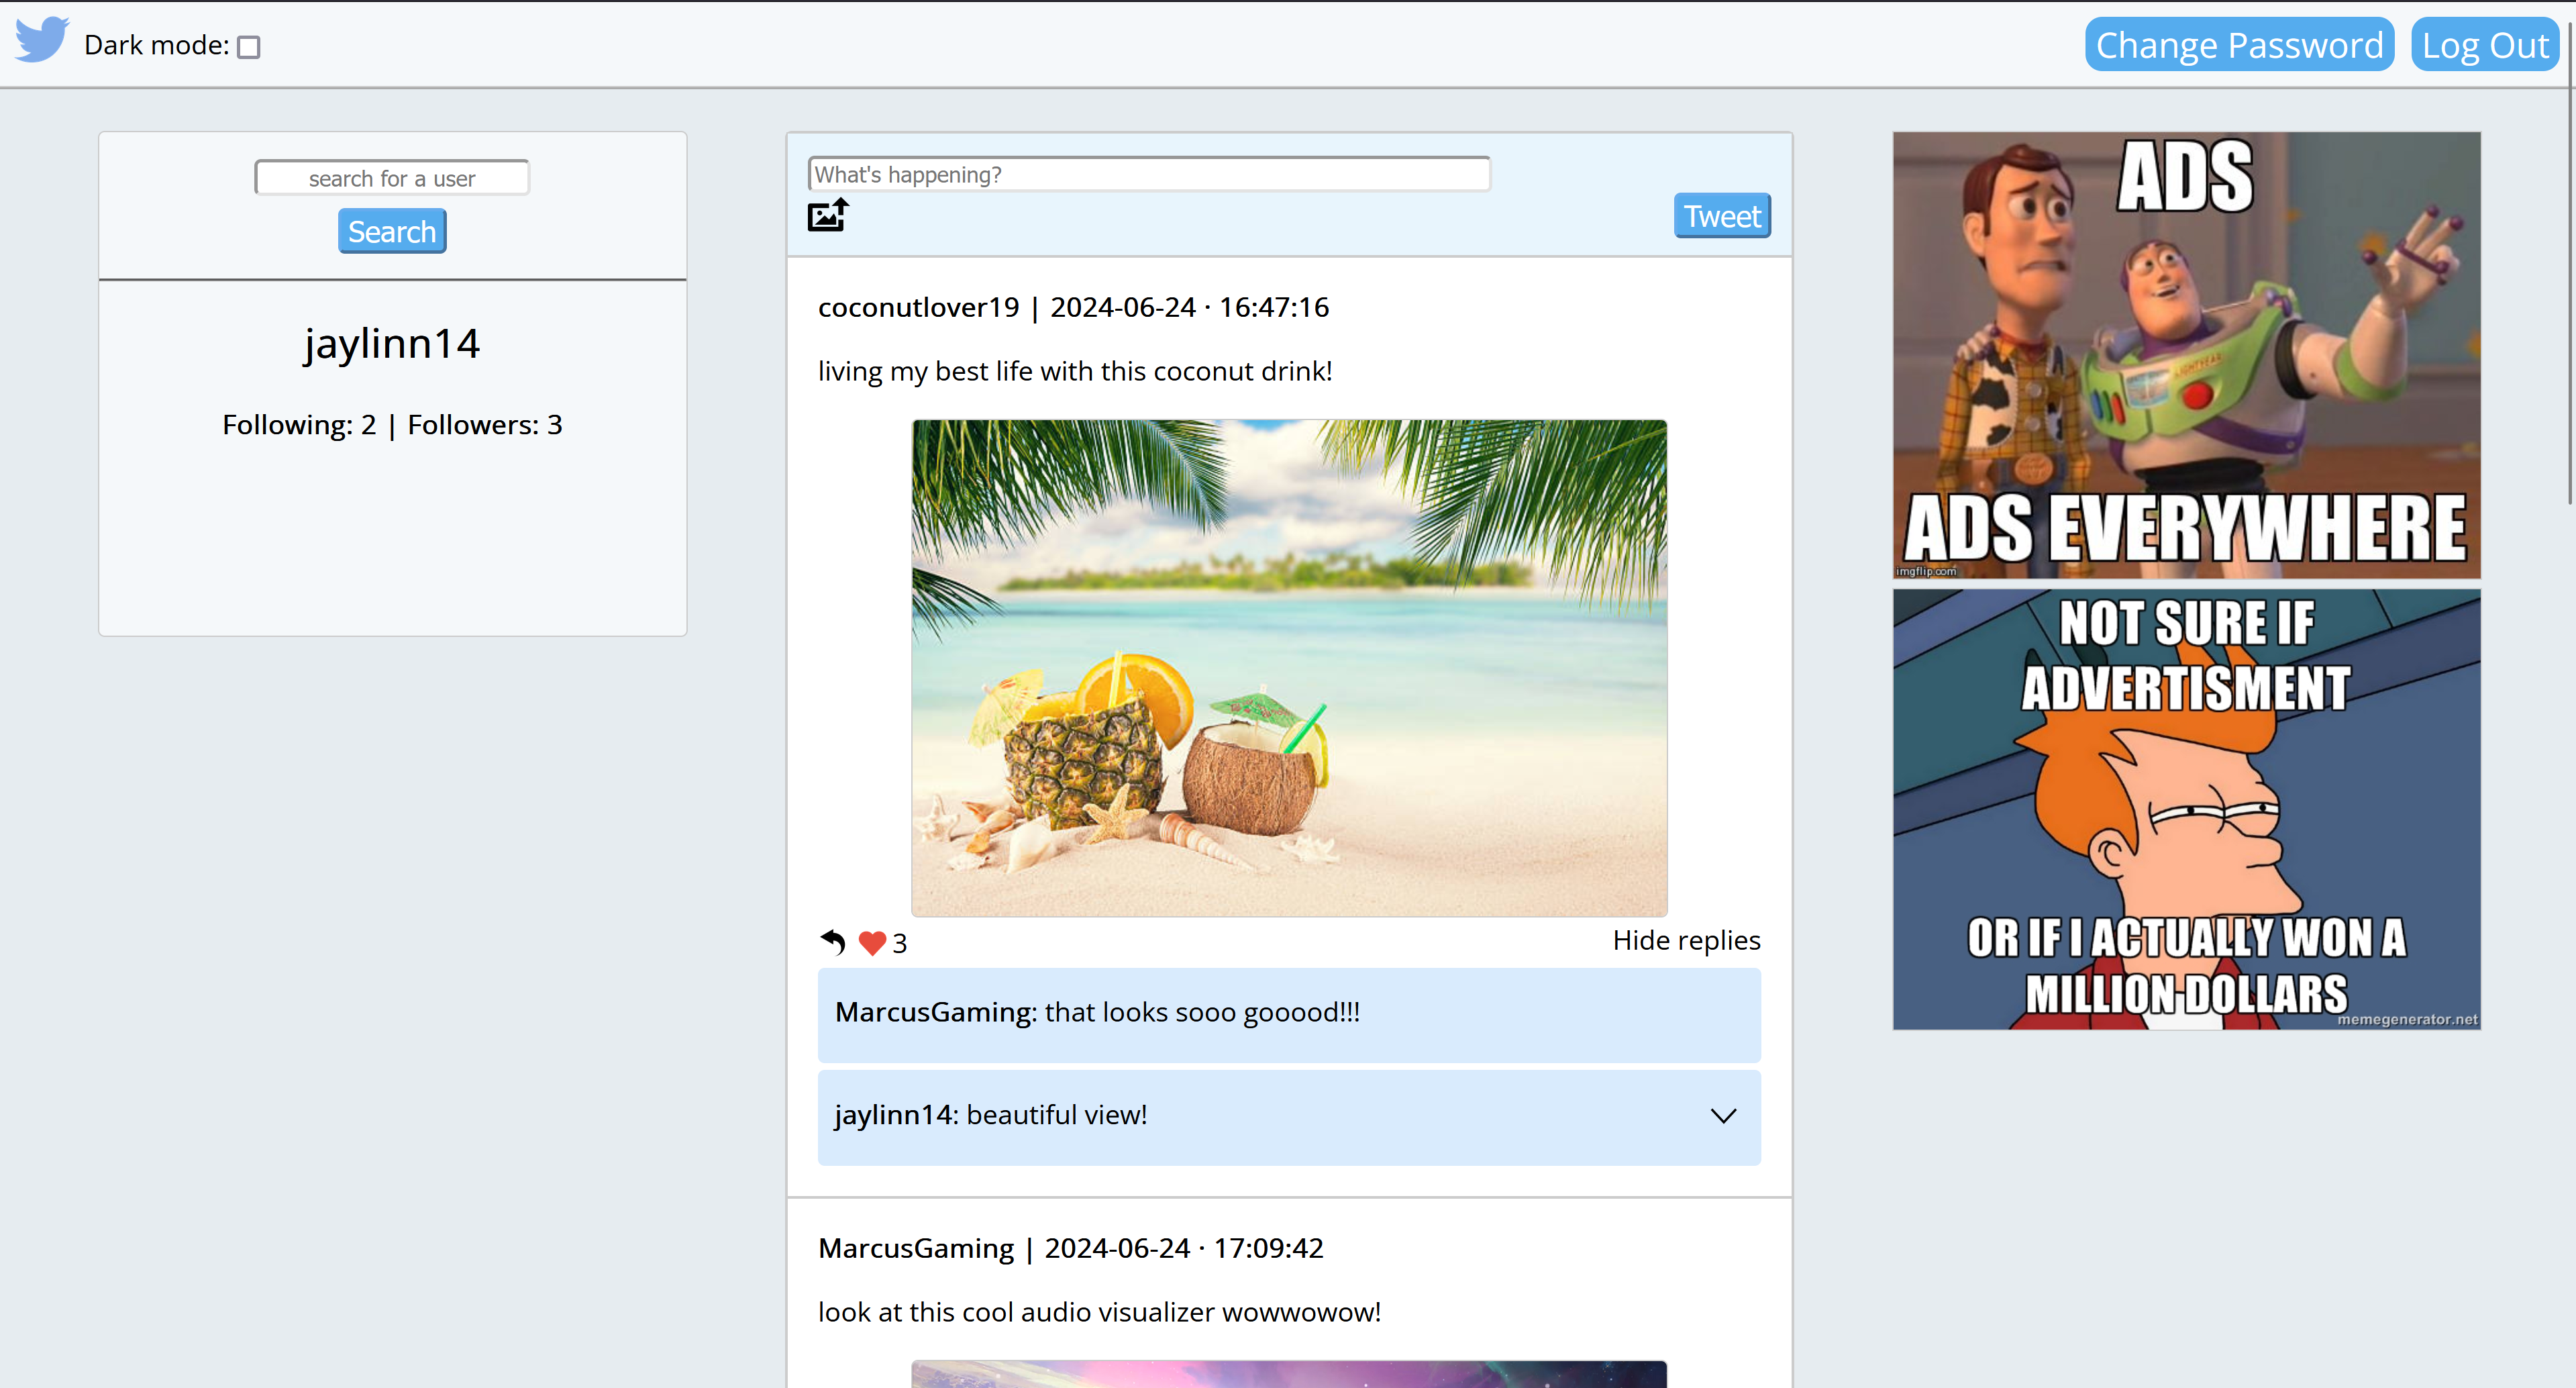 Dark mode:
Change Password
Log Out
search for a user
Search
jaylinn14
Following: 2 | Followers: 3
What's happening?
Tweet
coconutlover19 | 2024-06-24 · 16:47:16
living my best life with this coconut drink!
Hide replies
3
MarcusGaming: that looks sooo gooood!!!
jaylinn14: beautiful view!
MarcusGaming | 2024-06-24 · 17:09:42
look at this cool audio visualizer wowwowow!
ADS
LIGHTYEAR
ADS EVERYWHERE
imgflip.com
NOT SURE IF
ADVERTISMENT
OR IF I ACTUALLY WON A
MILLION DOLLARS
memegenerator.net